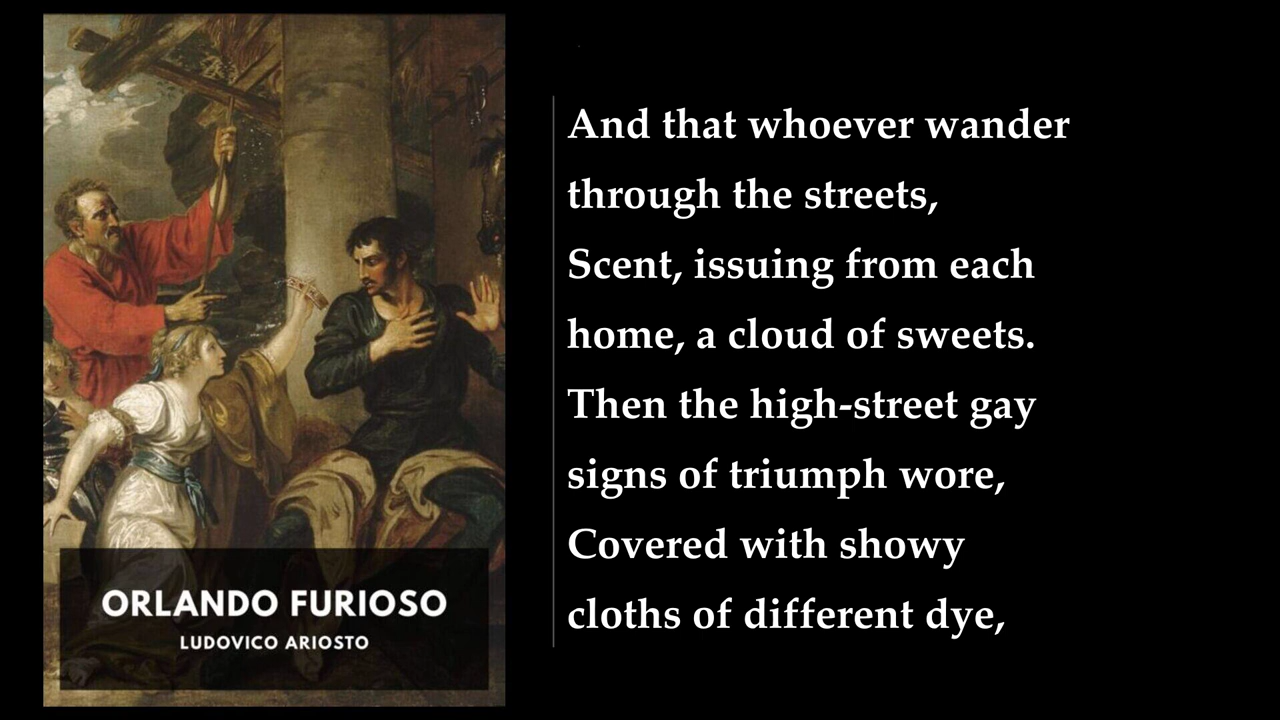 ORLANDO FURIOSO
LUDOVICO ARIOSTO
And that whoever wander
through the streets,
Scent, issuing from each
home, a cloud of sweets.
Then the high-street gay
signs of triumph wore,
Covered with showy
cloths of different dye,